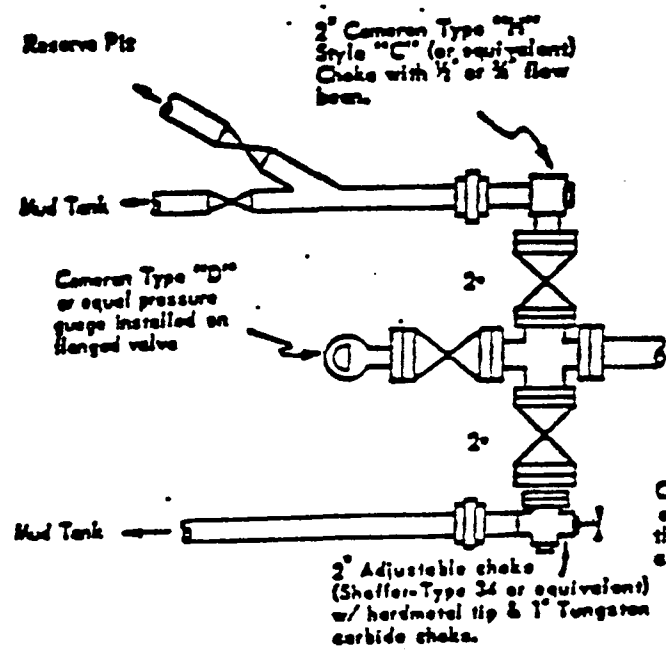 Reserve Pit
2" Cameron Type "H"
Style "C" (or equivalent)
Choke with ½" or ¾" flow
bean.
Mud Tank
Cameron Type "D"
or equal pressure
guage installed on
flanged valve
2"
2"
Mud Tank
2" Adjustable choke
(Shaffer-Type 36 or equivalent)
w/ hardmetal tip & 1" Tungsten
carbide choke.